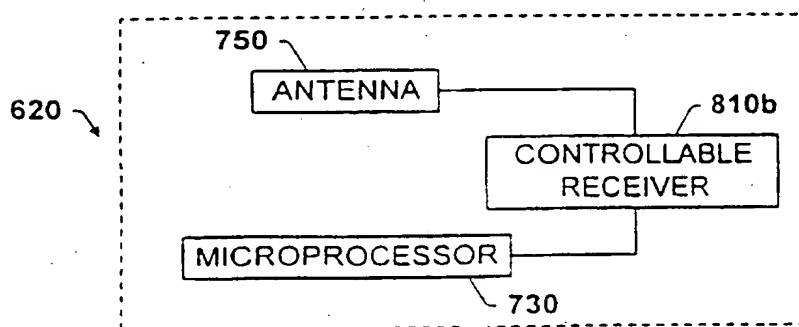 750
ANTENNA
620
810b
CONTROLLABLE
RECEIVER
MICROPROCESSOR
730